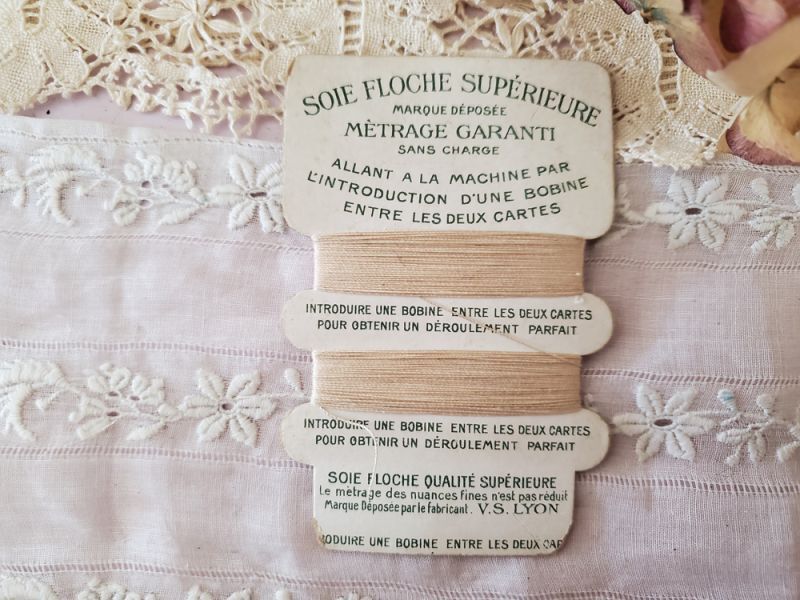 SOIE FLOCHE SUPÉRIEURE
MARQUE DÉPOSÉE
MÈTRAGE GARANTI
SANS CHARGE
ALLANT A LA MACHINE PAR
L'INTRODUCTION D'UNE BOBINE
ENTRE LES DEUX CARTES
INTRODUIRE UNE BOBINE ENTRE LES DEUX CARTES
POUR OBTENIR UN DÉROULEMENT PARFAIT
INTRODUIRE UNE BOBINE ENTRE LES DEUX CARTES
POUR OBTENIR UN DÉROULEMENT PARFAIT
SOIE FLOCHE QUALITÉ SUPÉRIEURE
Le métrage des nuances fines n'est pas réduit
Marque Déposée par le fabricant. V.S. LYON
ODUIRE UNE BOBINE ENTRE LES DEUX CAR